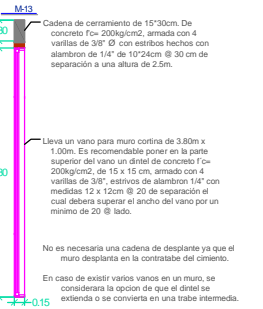 M-13
Cadena de cerramiento de 15*30cm. De
concreto f'c= 200kg/cm2, armada con 4
varillas de 3/8" Ø con estribos hechos con
alambron de 1/4" de 10*24cm @ 30 cm de
separación a una altura de 2.5m.
Lleva un vano para muro cortina de 3.80m x
1.00m. Es recomendable poner en la parte
superior del vano un dintel de concreto f´c=
200kg/cm2, de 15 x 15 cm, armado con 4
varillas de 3/8", estrivos de alambron 1/4" con
medidas 12 x 12cm @ 20 de separación el
cual debera superar el ancho del vano por un
minimo de 20 @ lado.
No es necesaria una cadena de desplante ya que el
muro desplanta en la contratabe del cimiento.
En caso de existir varios vanos en un muro, se
considerara la opcion de que el dintel se
extienda o se convierta en una trabe intermedia.
0.15